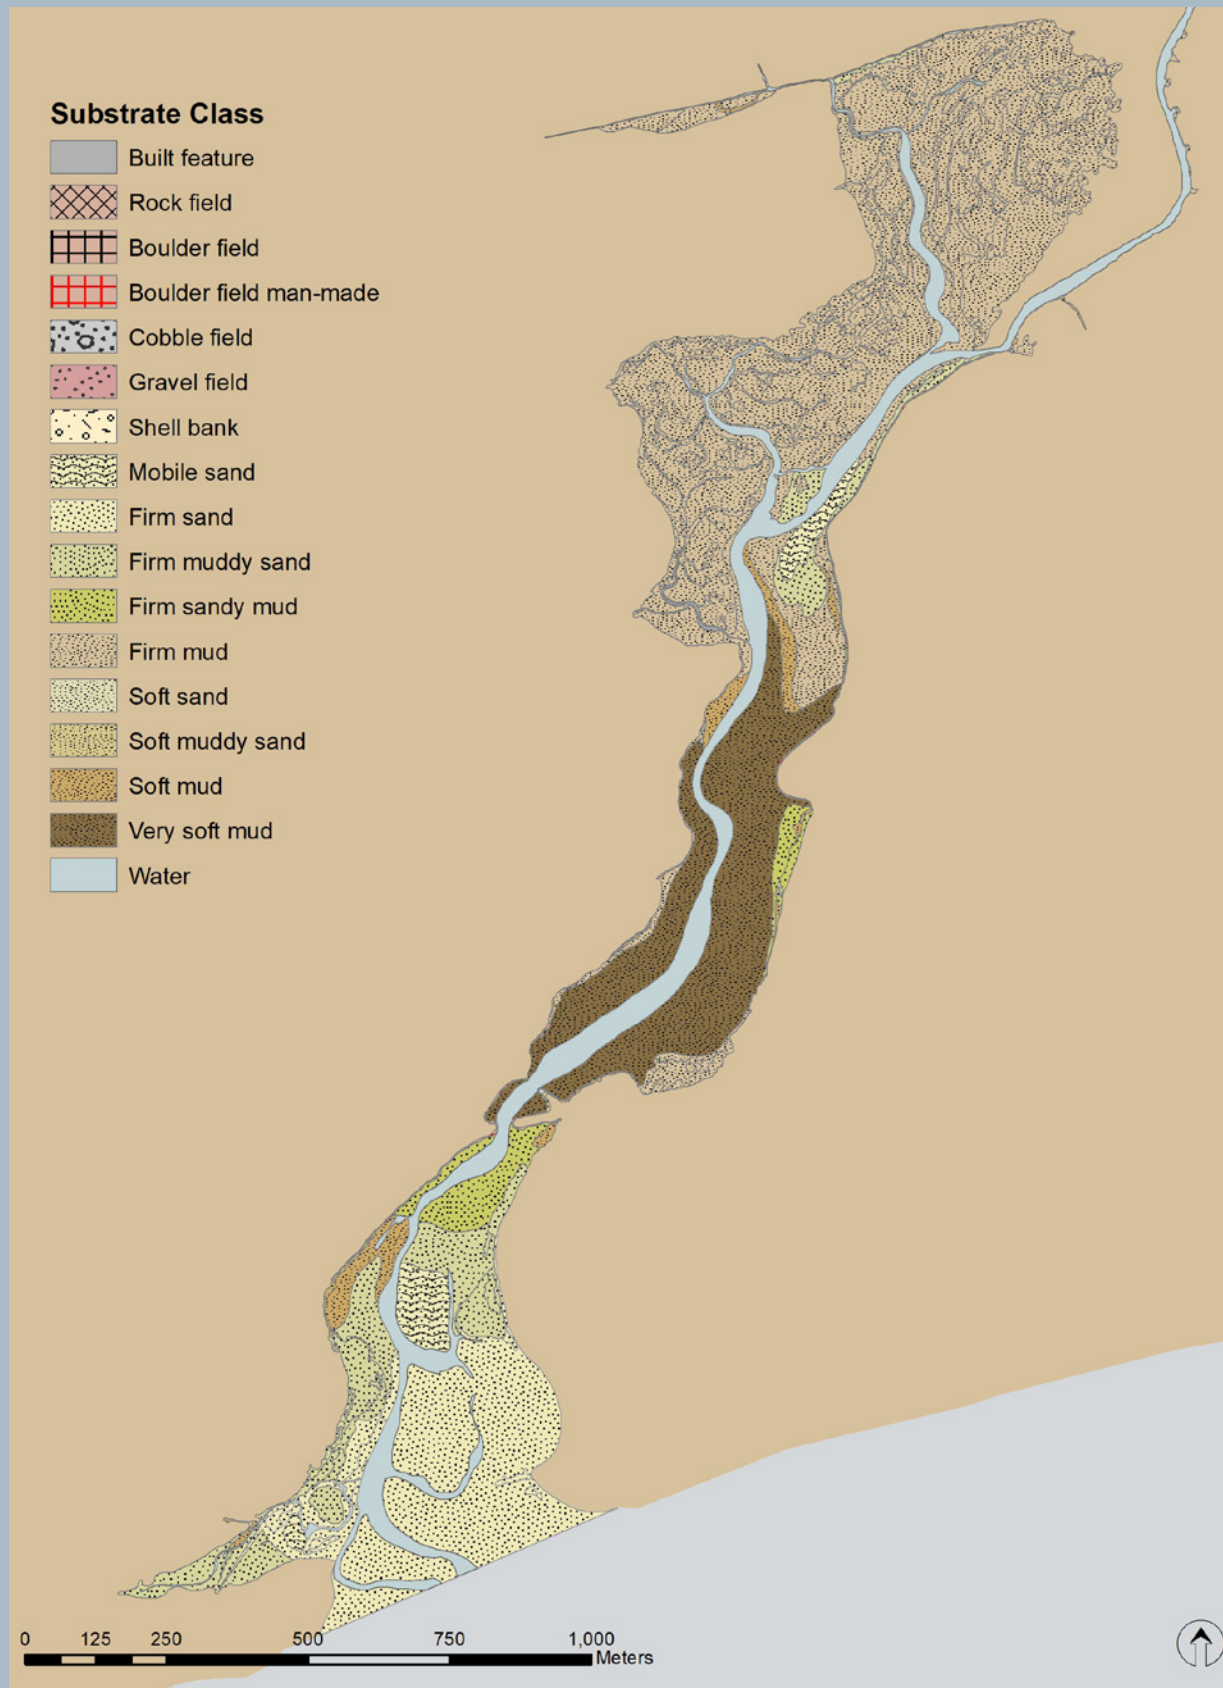 Substrate Class
Built feature
Rock field
Boulder field
Boulder field man-made
Cobble field
Gravel field
Shell bank
Mobile sand
Firm sand
Firm muddy sand
Firm sandy mud
Firm mud
Soft sand
Soft muddy sand
Soft mud
Very soft mud
Water
0 125 250 500 750 1,000
Meters